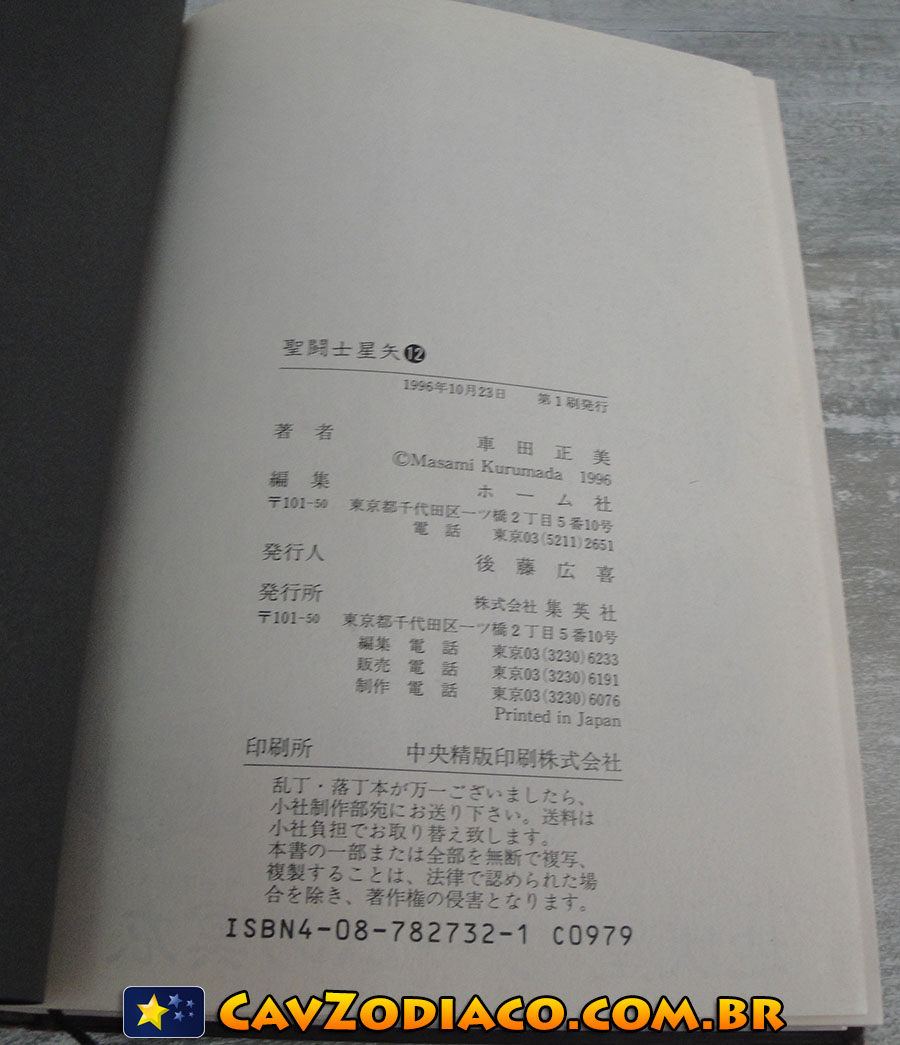 聖闘士星矢⓬
1996年10月23日 第1刷発行
著者 車田正美
©Masami Kurumada 1996
編集 ホーム社
〒101-50 東京都千代田区一ツ橋2丁目5番10号
電話 東京03(5211)2651
発行人 後藤広喜
発行所 株式会社 集英社
〒101-50 東京都千代田区一ツ橋2丁目5番10号
編集 電話 東京03(3230)6233
販売 電話 東京03(3230)6191
制作 電話 東京03(3230)6076
Printed in Japan
印刷所 中央精版印刷株式会社
乱丁・落丁本が万一ございましたら、
小社制作部宛にお送り下さい。送料は
小社負担でお取り替え致します。
本書の一部または全部を無断で複写、
複製することは、法律で認められた場
合を除き、著作権の侵害となります。
ISBN4-08-782732-1 C0979
CAVZODIACO.COM.BR